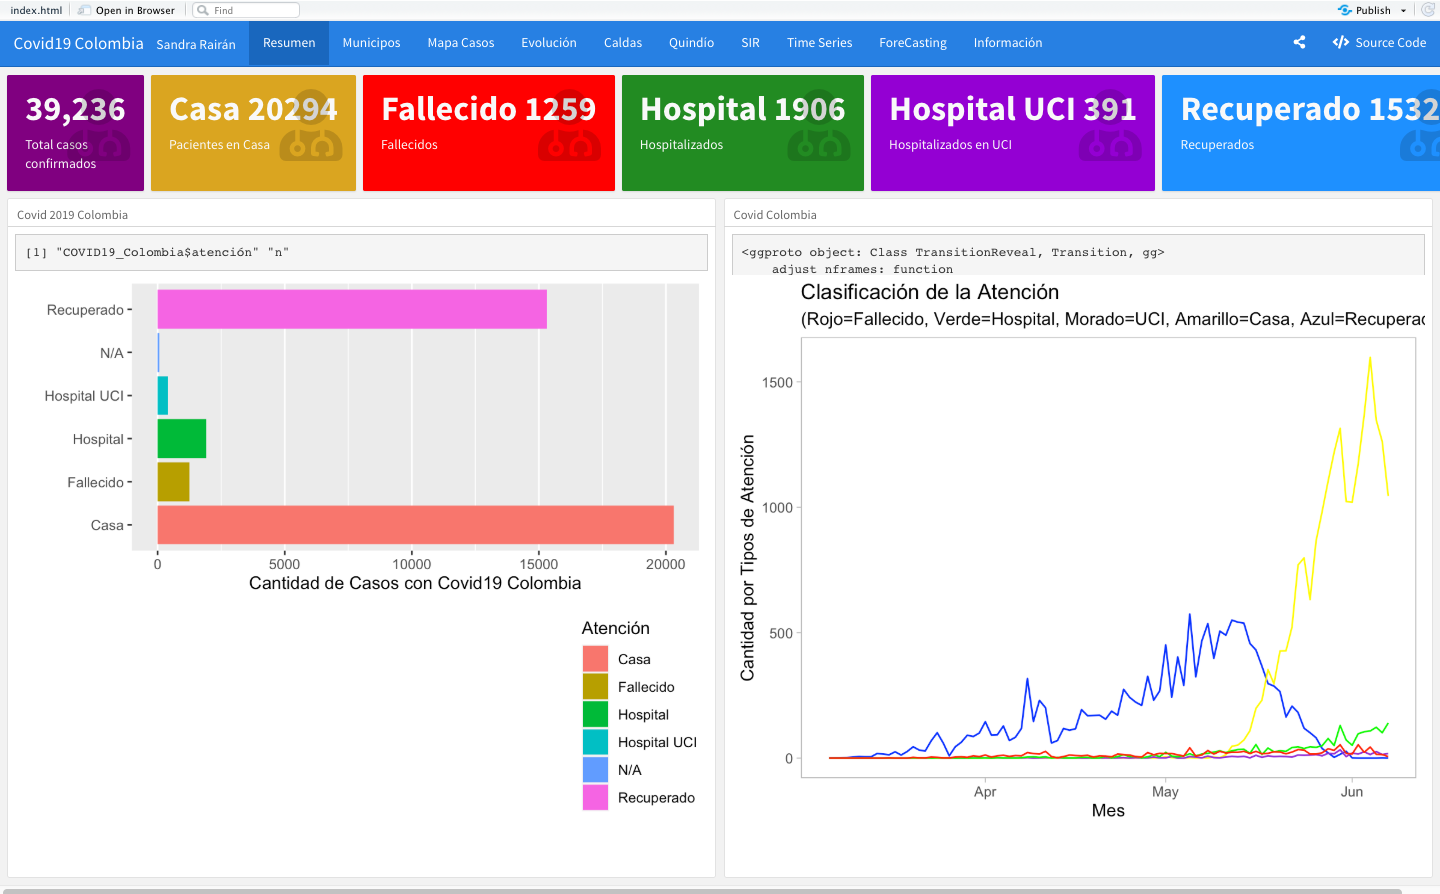 index.html Open in Browser Find Publish
Covid19 Colombia Sandra Rairán Resumen Municipos Mapa Casos Evolución Caldas Quindío SIR Time Series ForeCasting Información Source Code
39,236
Total casos
confirmados
Casa 20294
Pacientes en Casa
Fallecido 1259
Fallecidos
Hospital 1906
Hospitalizados
Hospital UCI 391
Hospitalizados en UCI
Recuperado 1532
Recuperados
Covid 2019 Colombia
[1] "COVID19_Colombia$atención" "n"
Recuperado
N/A
Hospital UCI
Hospital
Fallecido
Casa
0 5000 10000 15000 20000
Cantidad de Casos con Covid19 Colombia
Atención
Casa
Fallecido
Hospital
Hospital UCI
N/A
Recuperado
Covid Colombia
<ggproto object: Class TransitionReveal, Transition, gg>
adjust_nframes: function
Clasificación de la Atención
(Rojo=Fallecido, Verde=Hospital, Morado=UCI, Amarillo=Casa, Azul=Recuperad
Cantidad por Tipos de Atención
1500
1000
500
0
Apr May Jun
Mes